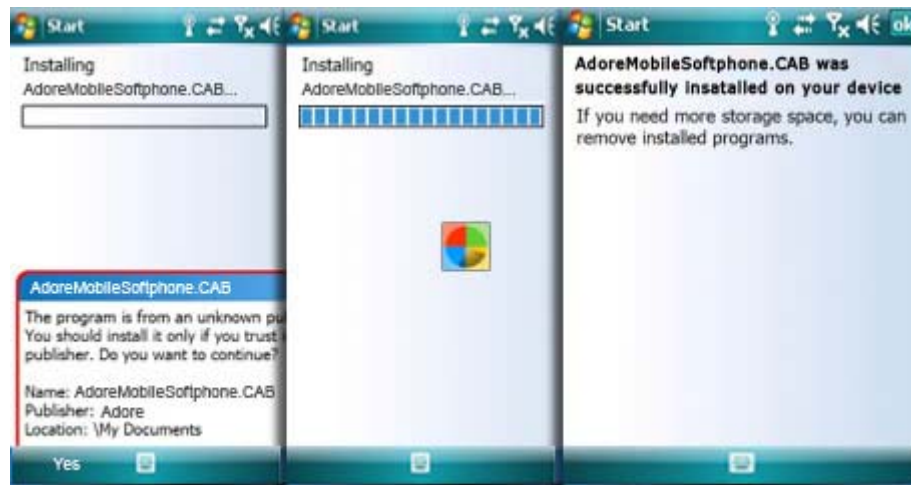 Start
Installing
AdoreMobileSoftphone.CAB...
AdoreMobileSoftphone.CAB
The program is from an unknown
You should install it only if you trust
publisher. Do you want to continue?
Name: AdoreMobileSoftphone.CAB
Publisher: Adore
Location: \My Documents
Yes
Start
Installing
AdoreMobileSoftphone.CAB...
Start
ok
AdoreMobileSoftphone.CAB was
successfully insatalled on your device
If you need more storage space, you can
remove installed programs.